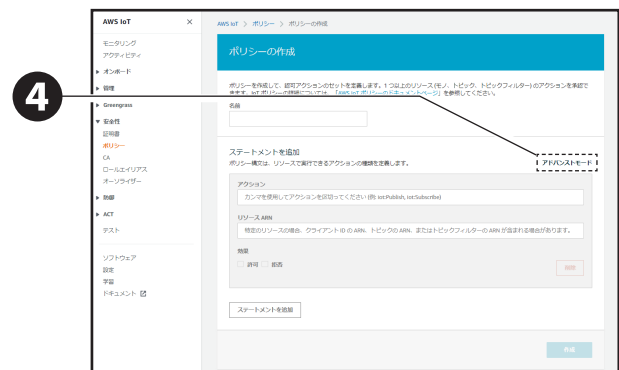 AWS IoT ×
モニタリング
アクティビティ
オンボード
管理
Greengrass
安全性
証明書
ポリシー
CA
ロールエイリアス
オーソライザー
防御
ACT
テスト
ソフトウェア
設定
学習
ドキュメント
4
AWS IoT > ポリシー > ポリシーの作成
ポリシーの作成
ポリシーを作成して、認可アクションのセットを定義します。1 つ以上のリソース (モノ、トピック、トピックフィルター) のアクションを承認で
きます。IoT ポリシーの詳細については、「AWS IoT ポリシーのドキュメントページ」を参照してください。
名前
ステートメントを追加
ポリシー構文は、リソースで実行できるアクションの種類を定義します。
アドバンストモード
アクション
カンマを使用してアクションを区切ってください (例: iot:Publish, iot:Subscribe)
リソース ARN
特定のリソースの場合、クライアント ID の ARN、トピックの ARN、またはトピックフィルターの ARN が含まれる場合があります。
効果
許可 拒否
削除
ステートメントを追加
作成